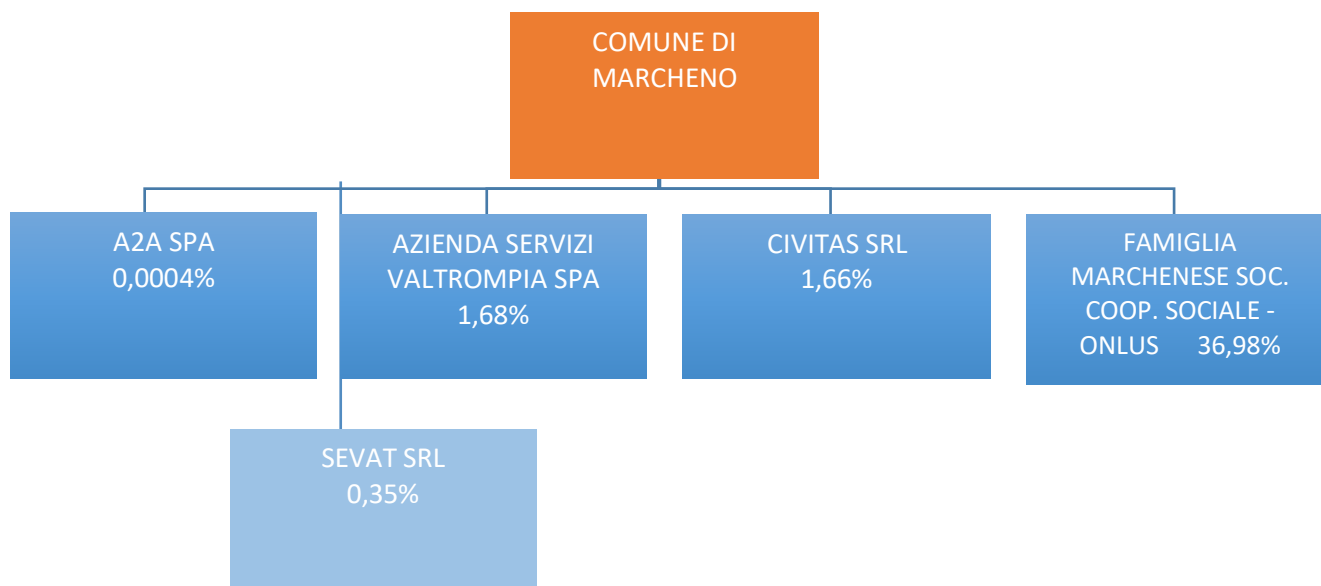 COMUNE DI
MARCHENO
A2A SPA
0,0004%
AZIENDA SERVIZI
VALTROMPIA SPA
1,68%
CIVITAS SRL
1,66%
FAMIGLIA
MARCHENESE SOC.
COOP. SOCIALE -
ONLUS 36,98%
SEVAT SRL
0,35%